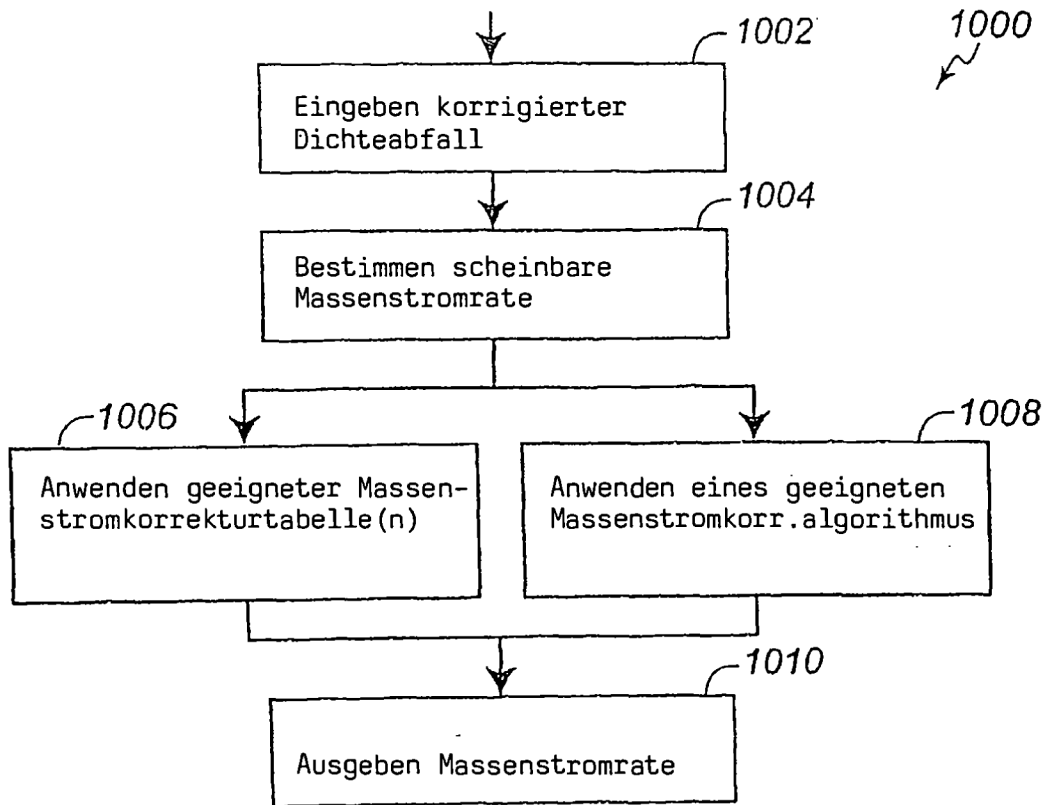 1000
1002
Eingeben korrigierter
Dichteabfall
1004
Bestimmen scheinbare
Massenstromrate
1006
Anwenden geeigneter Massen-
stromkorrekturtabelle(n)
1008
Anwenden eines geeigneten
Massenstromkorr.algorithmus
1010
Ausgeben Massenstromrate